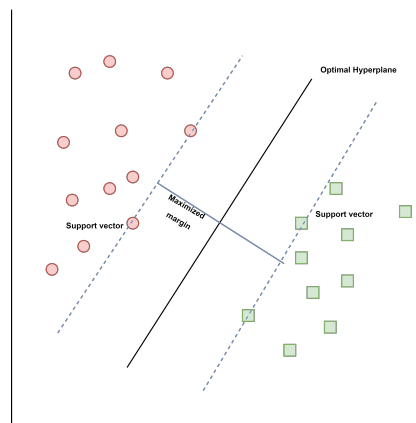 Optimal Hyperplane
Maximized
margin
Support vector
Support vector